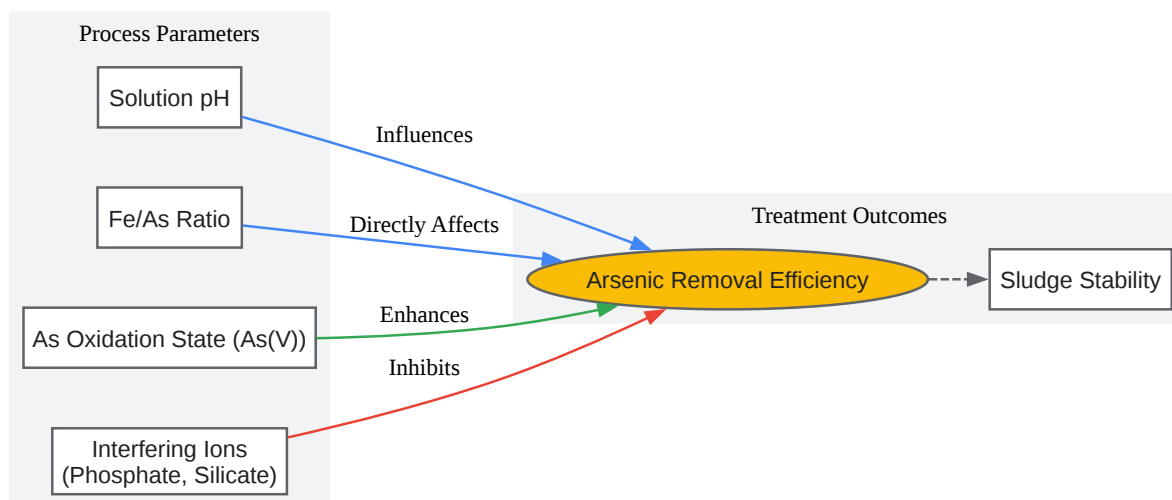 Process Parameters
Solution pH
Influences
Fe/As Ratio
Directly Affects
Treatment Outcomes
Arsenic Removal Efficiency
Sludge Stability
As Oxidation State (As(V))
Enhances
Inhibits
Interfering Ions
(Phosphate, Silicate)